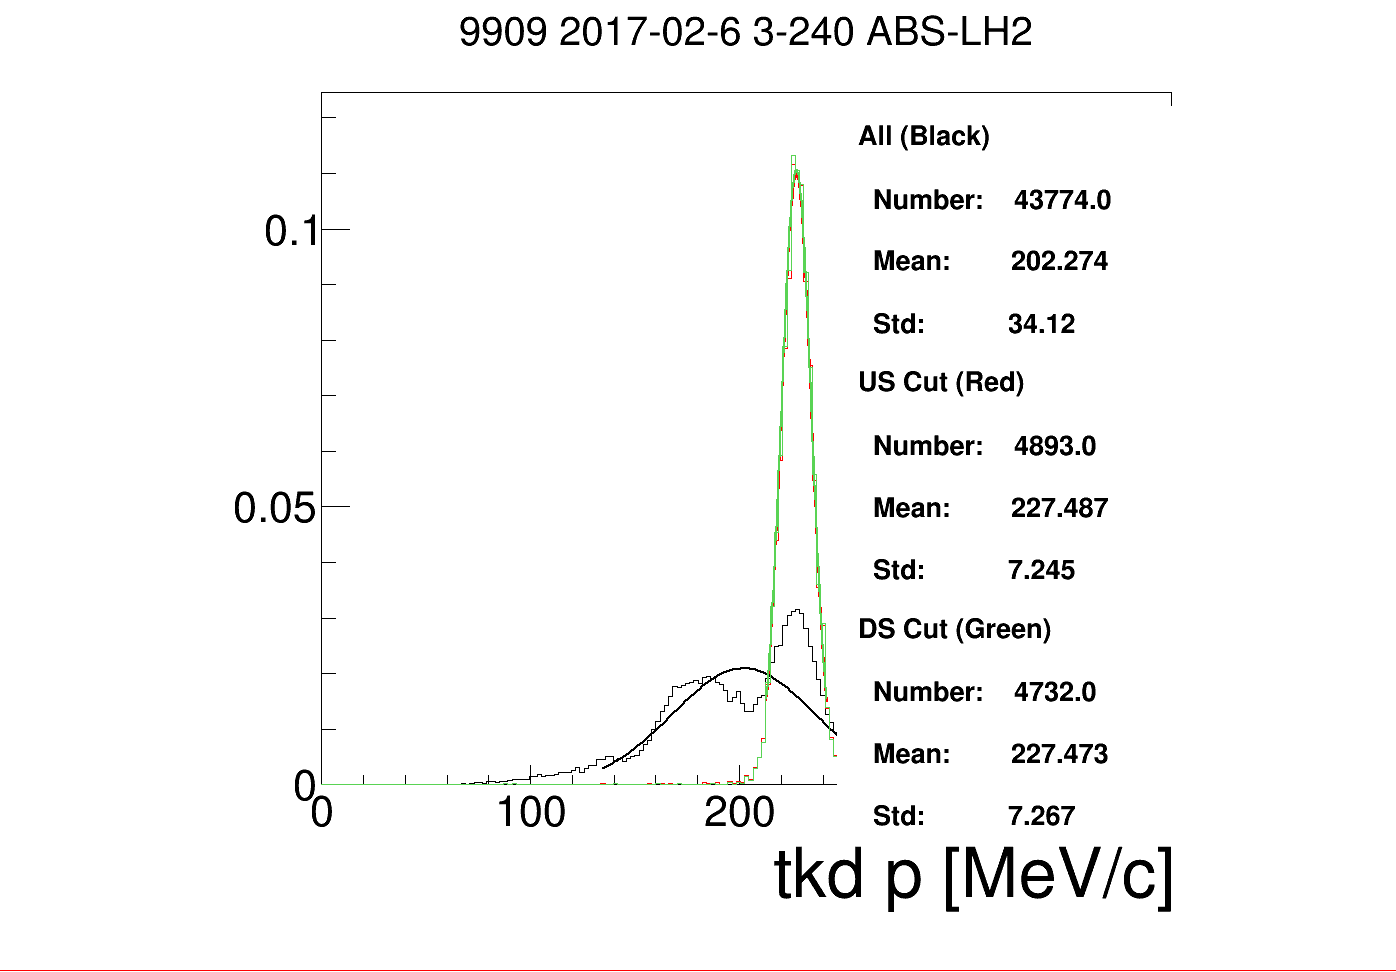 9909 2017-02-6 3-240 ABS-LH2
All (Black)
Number: 43774.0
Mean: 202.274
Std: 34.12
US Cut (Red)
Number: 4893.0
Mean: 227.487
Std: 7.245
DS Cut (Green)
Number: 4732.0
Mean: 227.473
Std: 7.267
0.1
0.05
0
0 100 200
tkd p [MeV/c]